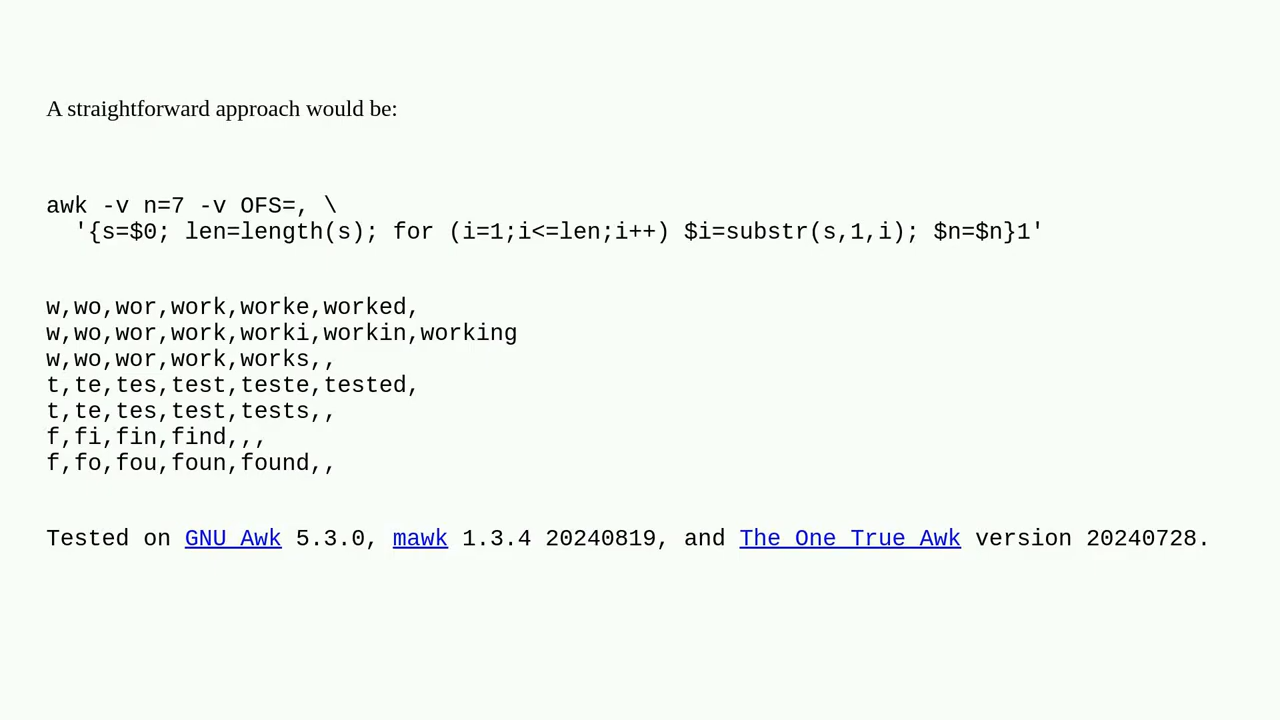 A straightforward approach would be:
awk -v n=7 -v OFS=, \
  '{s=$0; len=length(s); for (i=1;i<=len;i++) $i=substr(s,1,i); $n=$n}1'
w,wo,wor,work,worke,worked,
w,wo,wor,work,worki,workin,working
w,wo,wor,work,works,,
t,te,tes,test,teste,tested,
t,te,tes,test,tests,,
f,fi,fin,find,,,
f,fo,fou,foun,found,,
Tested on GNU Awk 5.3.0, mawk 1.3.4 20240819, and The One True Awk version 20240728.